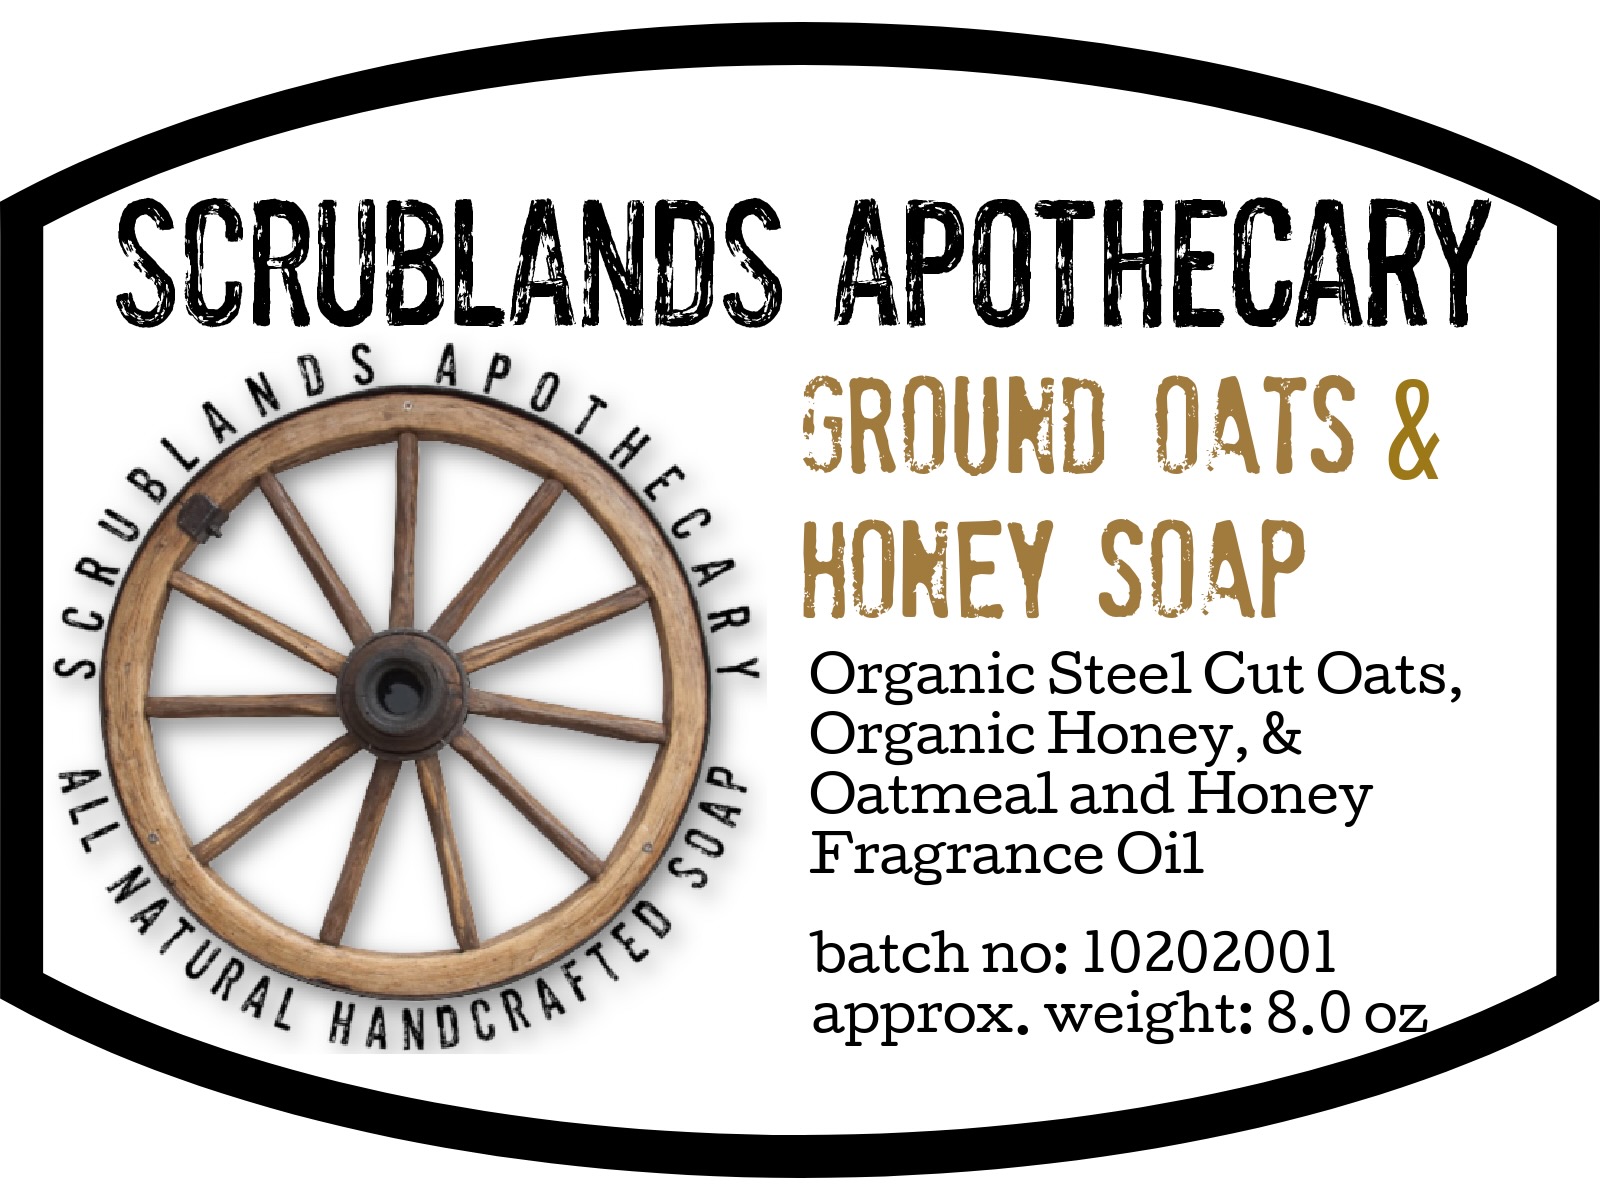 SCRUBLANDS APOTHECARY
SCRUBLANDS APOTHECARY
ALL NATURAL HANDCRAFTED SOAP
GROUND OATS &
HONEY SOAP
Organic Steel Cut Oats,
Organic Honey, &
Oatmeal and Honey
Fragrance Oil
batch no: 10202001
approx. weight: 8.0 oz